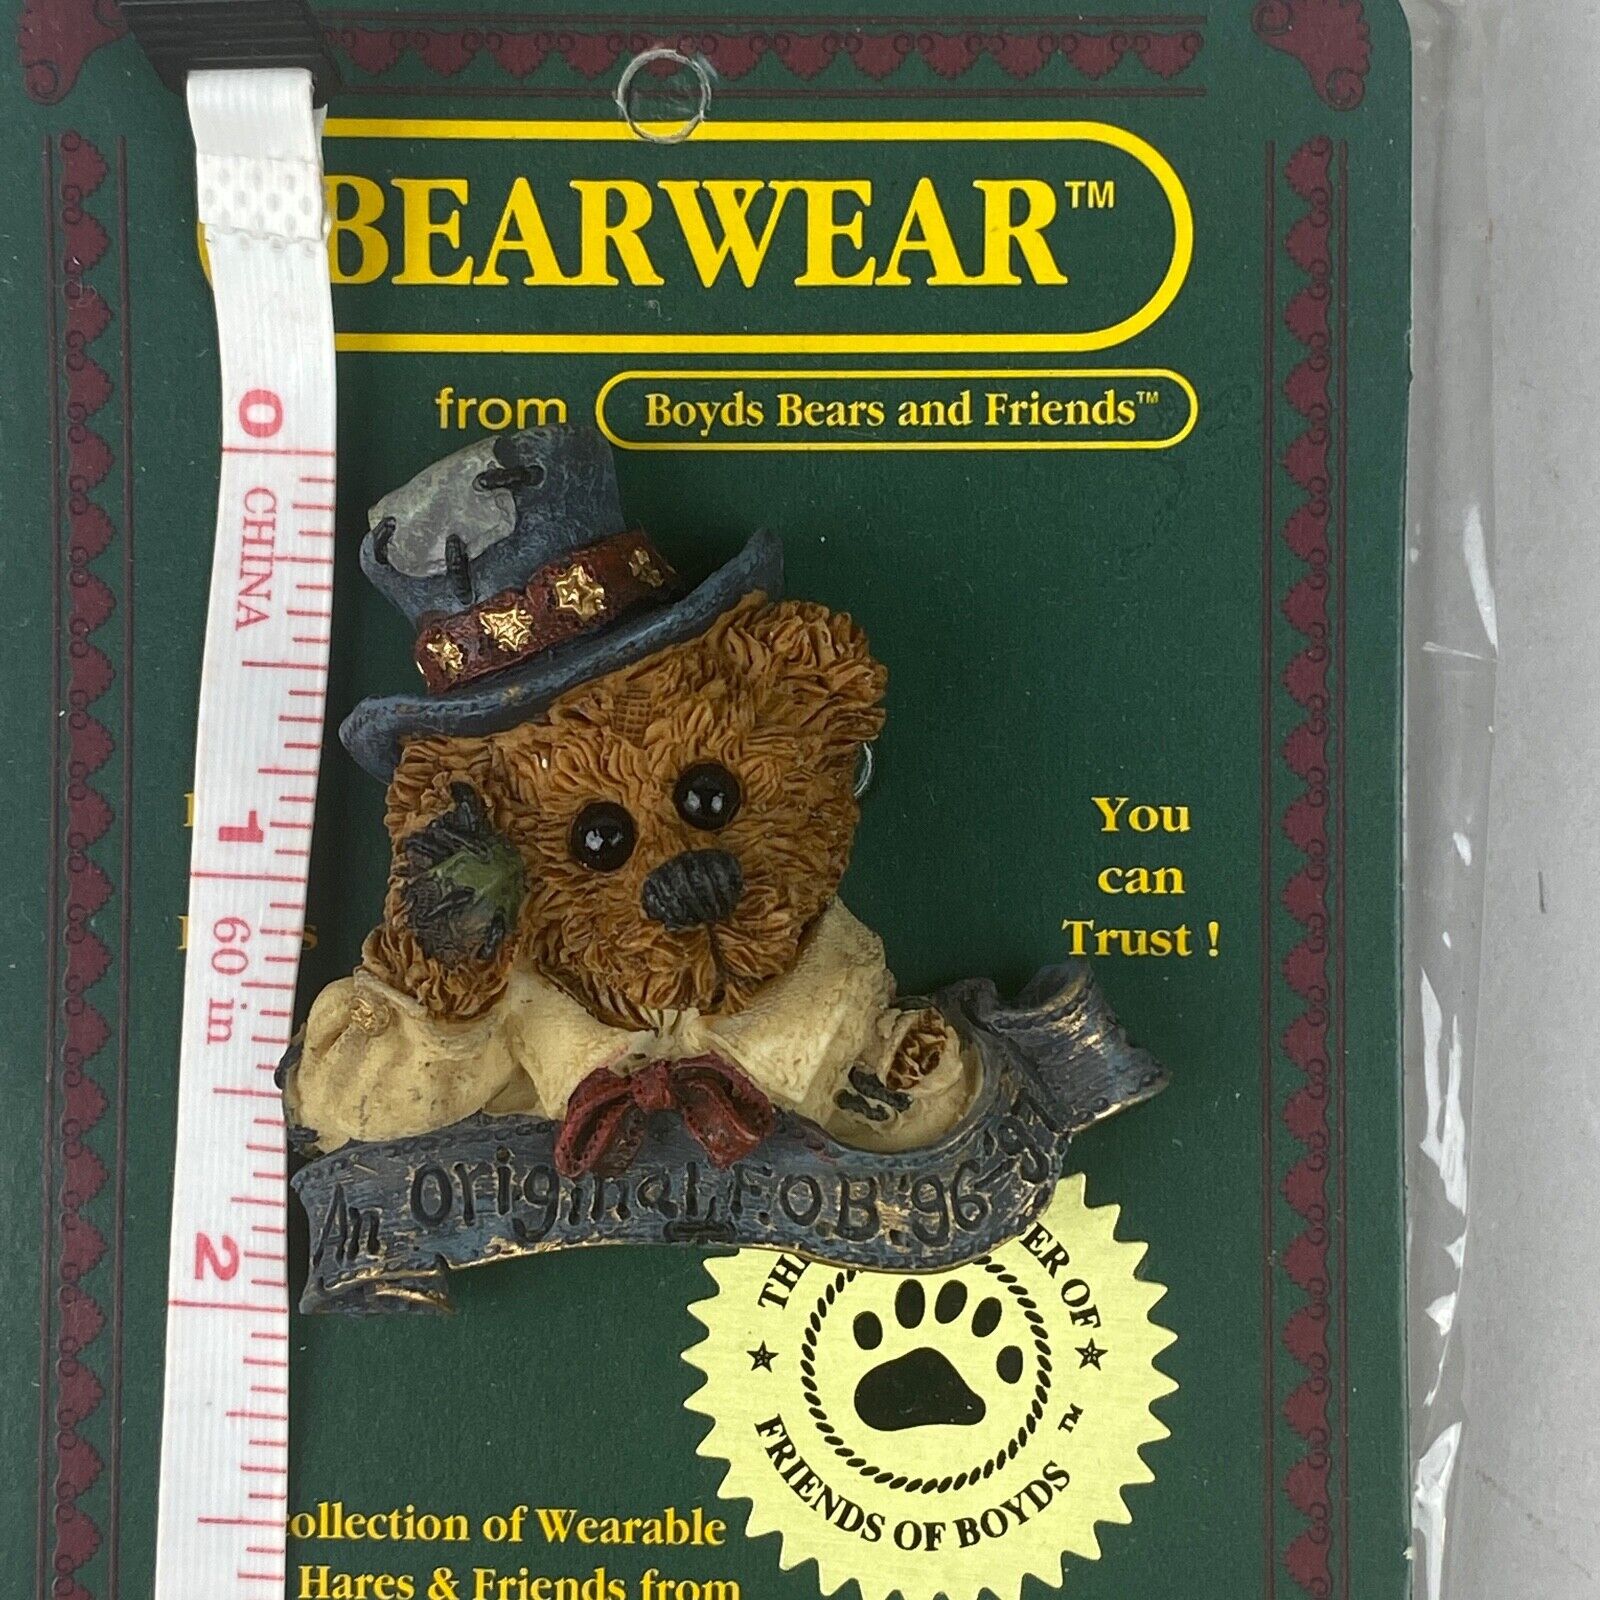 BEARWEAR™
from Boyds Bears and Friends™
0
CHINA
1
60 in
2
You
can
Trust !
An Original F.O.B. '96-'97
FRIENDS OF BOYDS™
of Wearable
Hares & Friends from